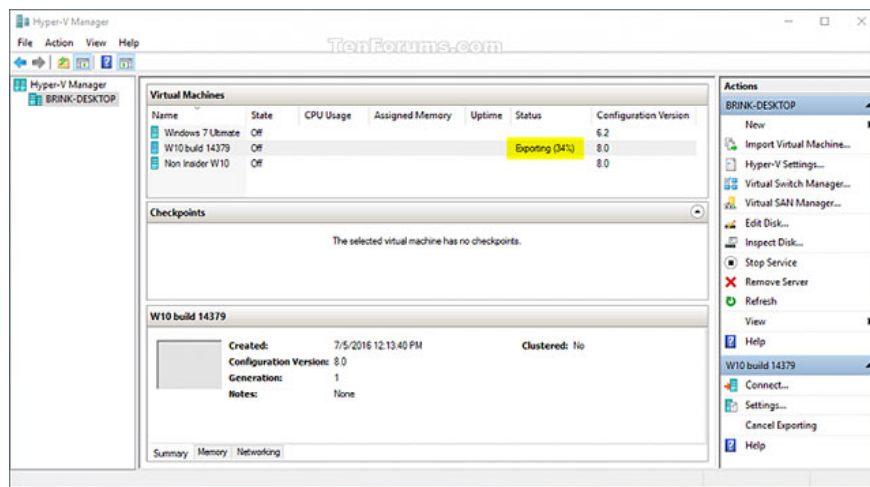 Hyper-V Manager
File Action View Help
TenForums.com
Hyper-V Manager
BRINK-DESKTOP
Virtual Machines
Name State CPU Usage Assigned Memory Uptime Status Configuration Version
Windows 7 Ultimate Off 6.2
W10 build 14379 Off Exporting (34%) 8.0
Non Insider W10 Off 8.0
Checkpoints
The selected virtual machine has no checkpoints.
W10 build 14379
Created: 7/5/2016 12:13:40 PM Clustered: No
Configuration Version: 8.0
Generation: 1
Notes: None
Summary Memory Networking
Actions
BRINK-DESKTOP
New
Import Virtual Machine...
Hyper-V Settings...
Virtual Switch Manager...
Virtual SAN Manager...
Edit Disk...
Inspect Disk...
Stop Service
Remove Server
Refresh
View
Help
W10 build 14379
Connect...
Settings...
Cancel Exporting
Help